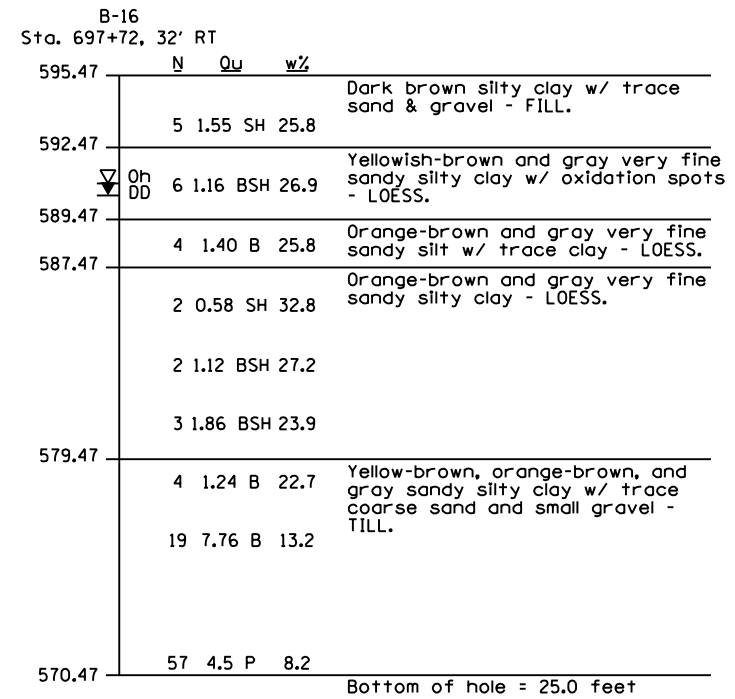 B-16
Sta. 697+72, 32' RT
N Qu w%
595.47
Dark brown silty clay w/ trace
sand & gravel - FILL.
5 1.55 SH 25.8
592.47
Yellowish-brown and gray very fine
sandy silty clay w/ oxidation spots
- LOESS.
0h
DD
6 1.16 BSH 26.9
589.47
Orange-brown and gray very fine
sandy silt w/ trace clay - LOESS.
4 1.40 B 25.8
587.47
Orange-brown and gray very fine
sandy silty clay - LOESS.
2 0.58 SH 32.8
2 1.12 BSH 27.2
3 1.86 BSH 23.9
579.47
Yellow-brown, orange-brown, and
gray sandy silty clay w/ trace
coarse sand and small gravel -
TILL.
4 1.24 B 22.7
19 7.76 B 13.2
57 4.5 P 8.2
570.47
Bottom of hole = 25.0 feet